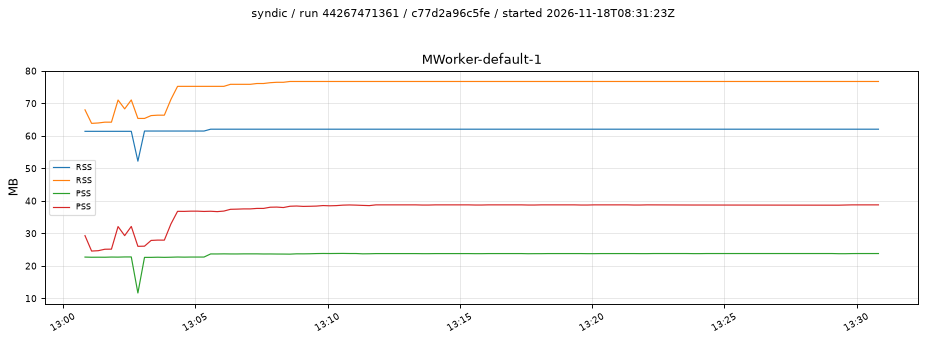 syndic / run 44267471361 / c77d2a96c5fe / started 2026-11-18T08:31:23Z
MWorker-default-1
MB
80
70
60
50
40
30
20
10
RSS
RSS
PSS
PSS
13:00
13:05
13:10
13:15
13:20
13:25
13:30